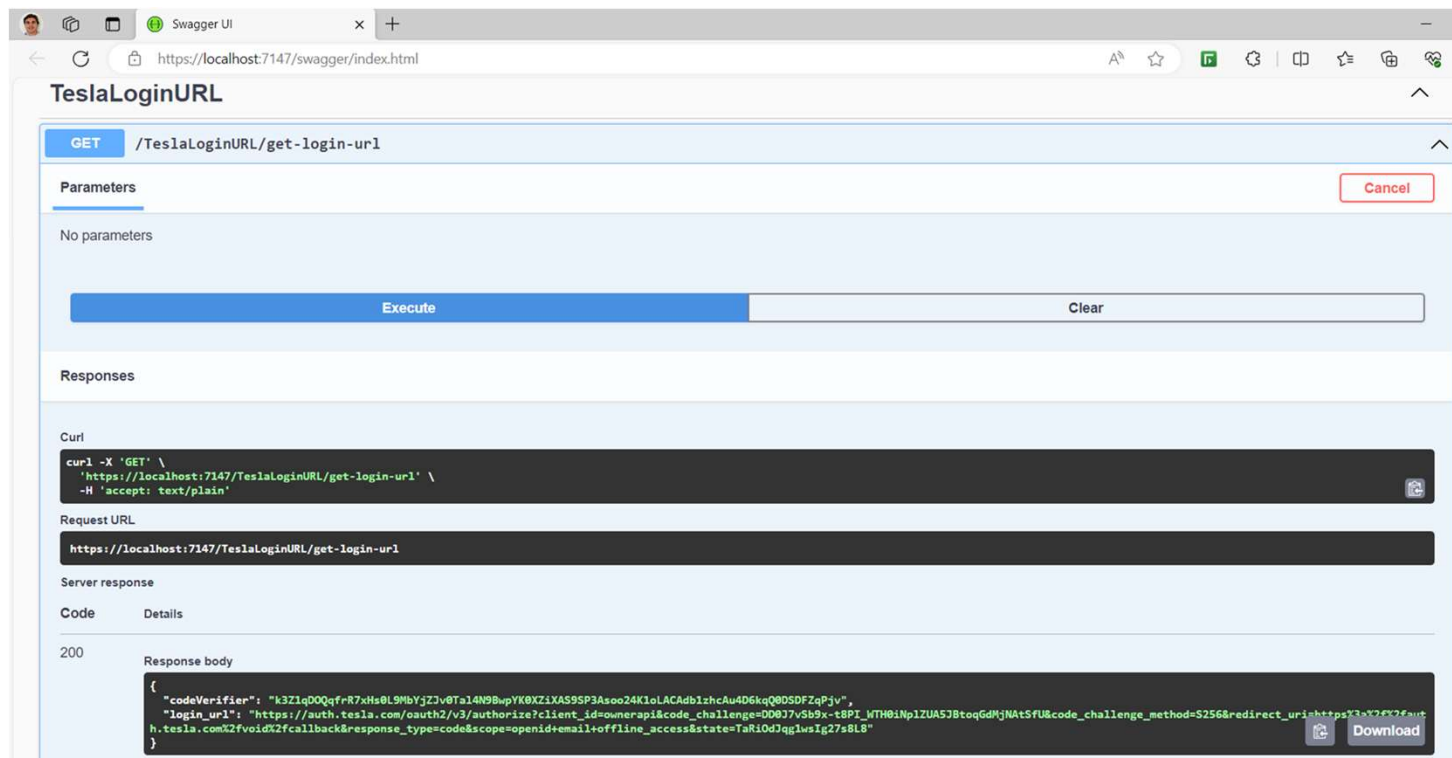 Swagger UI
https://localhost:7147/swagger/index.html
TeslaLoginURL
GET /TeslaLoginURL/get-login-url
Parameters
Cancel
No parameters
Execute
Clear
Responses
Curl
curl -X 'GET' \
'https://localhost:7147/TeslaLoginURL/get-login-url' \
-H 'accept: text/plain'
Request URL
https://localhost:7147/TeslaLoginURL/get-login-url
Server response
Code Details
200
Response body
{
"codeVerifier":
"login_url": "https://auth.tesla.com/oauth2/v3/authorize?client_id=ownerapi&code_challenge=DD0J7vSb9x-t8PI_WTH0iNplZUA5JBtoqGdMjNAtSfU&code_challenge_method=S256&redirect_uri=https%3a%2f%2faut
h.tesla.com%2fvoid%2fcallback&response_type=code&scope=openid+email+offline_access&state=TaRiOdJqg1wsIg27s8L8"
}
Download